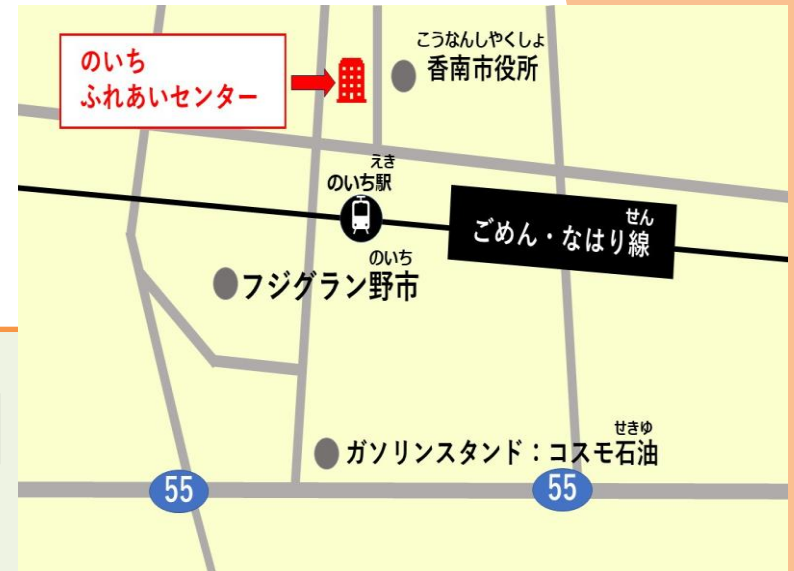 のいち
ふれあいセンター
こうなんしやくしょ
香南市役所
えき
のいち駅
せん
ごめん・なはり線
のいち
フジグラン野市
せきゆ
ガソリンスタンド：コスモ石油
55
55